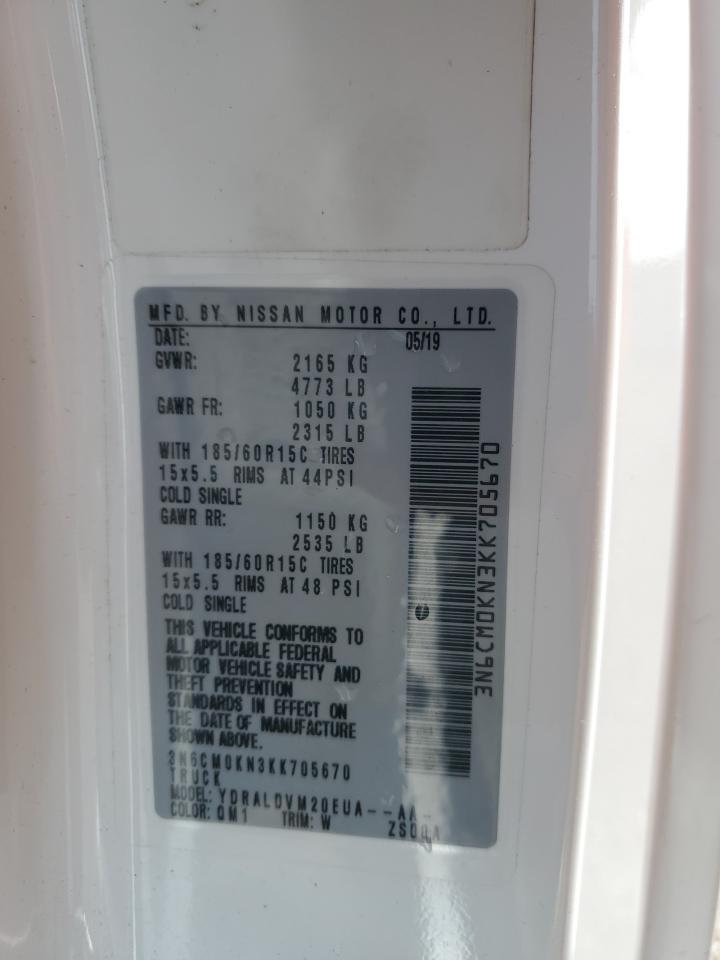 MFD. BY NISSAN MOTOR CO., LTD.
DATE: 05/19
GVWR: 2165 KG
4773 LB
GAWR FR: 1050 KG
2315 LB
WITH 185/60R15C TIRES
15x5.5 RIMS AT 44PSI
COLD SINGLE
GAWR RR: 1150 KG
2535 LB
WITH 185/60R15C TIRES
15x5.5 RIMS AT 48 PSI
COLD SINGLE
THIS VEHICLE CONFORMS TO
ALL APPLICABLE FEDERAL
MOTOR VEHICLE SAFETY AND
THEFT PREVENTION
STANDARDS IN EFFECT ON
THE DATE OF MANUFACTURE
SHOWN ABOVE.
3N6CM0KN3KK705670
TRUCK
MODEL: YDRALDVM20EUA--AA-
COLOR: QM1 TRIM: W
3N6CM0KN3KK705670